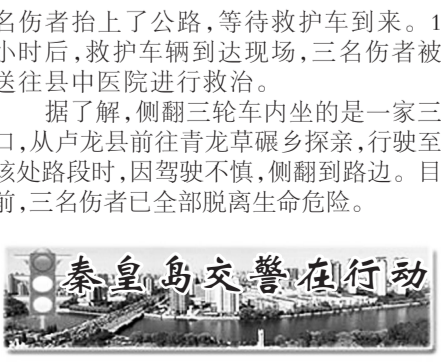 名伤者抬上了公路，等待救护车到来。1
小时后，救护车辆到达现场，三名伤者被
送往县中医院进行救治。
据了解，侧翻三轮车内坐的是一家三
口，从卢龙县前往青龙草碾乡探亲，行驶至
该处路段时，因驾驶不慎，侧翻到路边。目
前，三名伤者已全部脱离生命危险。
秦皇岛交警在行动